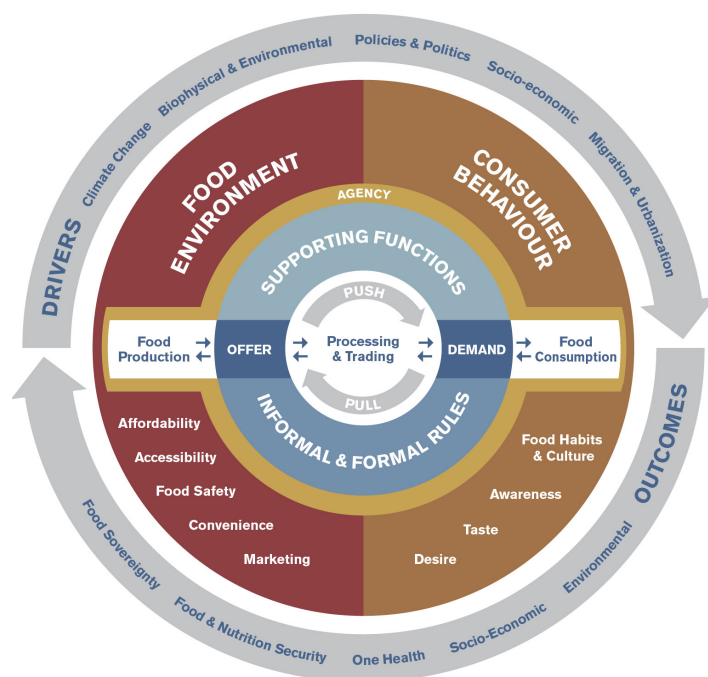 DRIVERS
Climate Change
Biophysical & Environmental
Policies & Politics
Socio-economic
Migration & Urbanization
FOOD
ENVIRONMENT
CONSUMER
BEHAVIOUR
AGENCY
SUPPORTING FUNCTIONS
PUSH
Food
Production
OFFER
Processing
& Trading
DEMAND
Food
Consumption
PULL
INFORMAL & FORMAL RULES
Affordability
Accessibility
Food Safety
Convenience
Marketing
Food Habits
& Culture
Awareness
Taste
Desire
OUTCOMES
Environmental
Socio-Economic
One Health
Food & Nutrition Security
Food Sovereignty